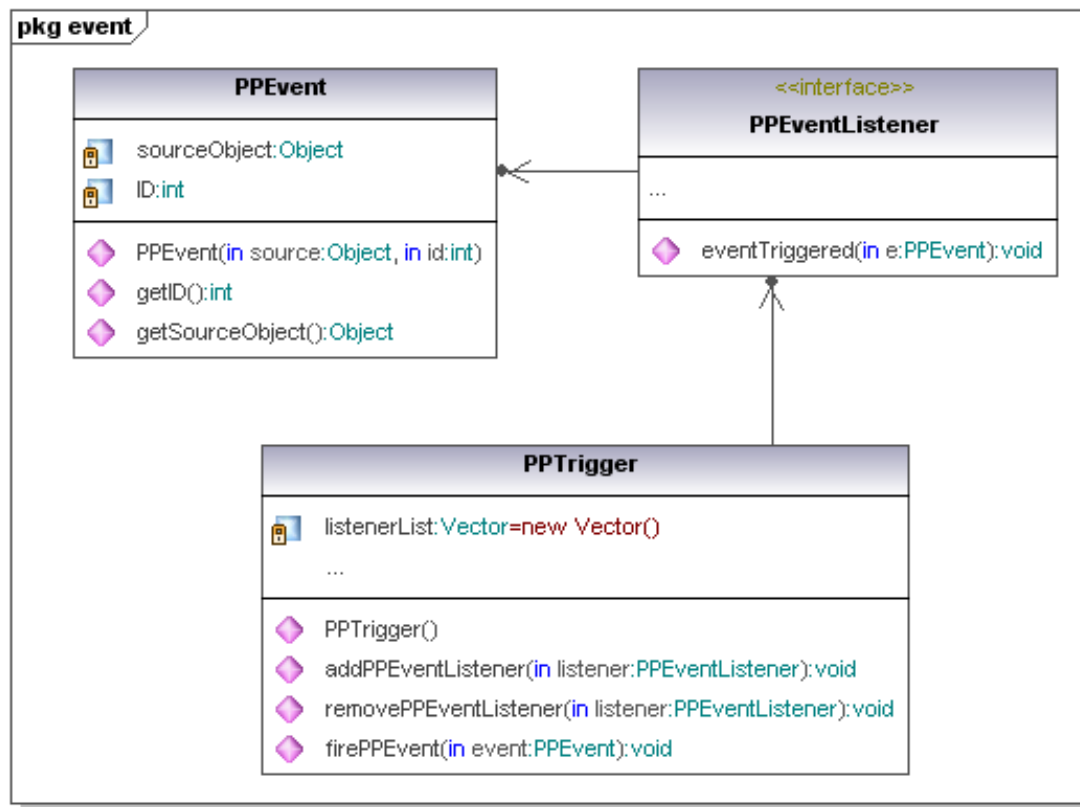 pkg event
PPEvent
sourceObject:Object
ID:int
PPEvent(in source:Object, in id:int)
getID():int
getSourceObject():Object
<<interface>>
PPEventListener
...
eventTriggered(in e:PPEvent):void
PPTrigger
listenerList:Vector=new Vector()
...
PPTrigger()
addPPEventListener(in listener:PPEventListener):void
removePPEventListener(in listener:PPEventListener):void
firePPEvent(in event:PPEvent):void